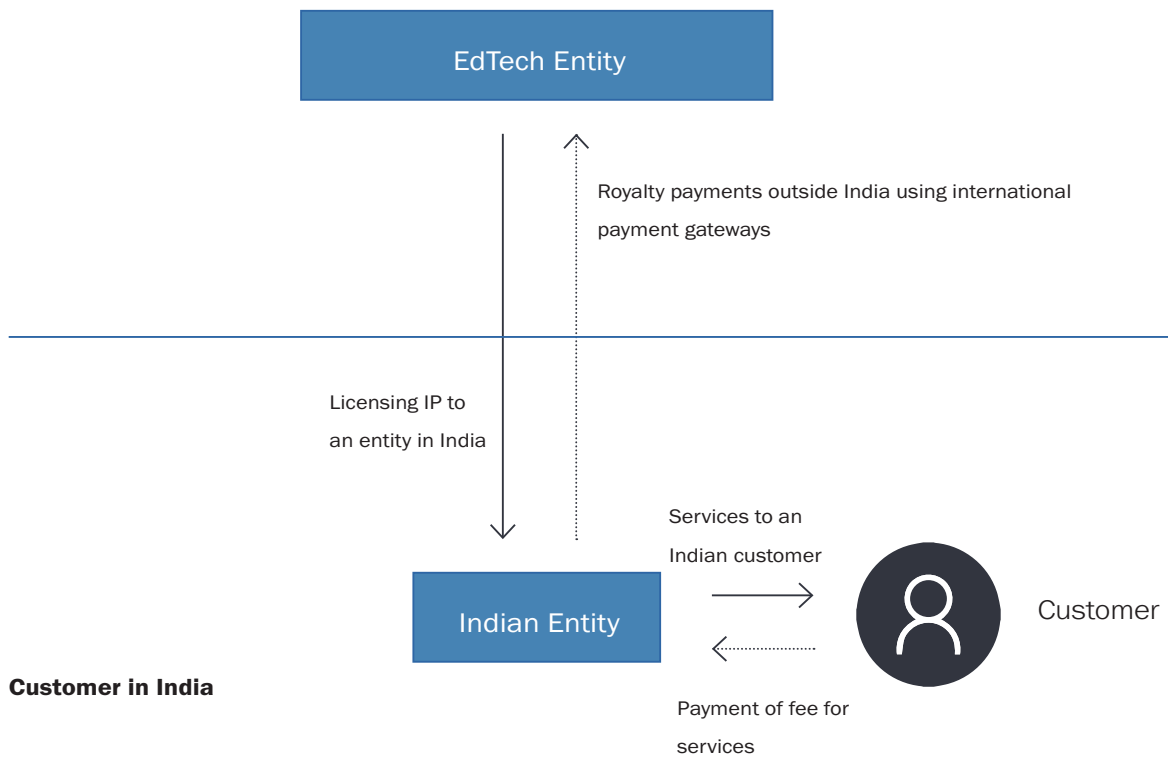 EdTech Entity
Royalty payments outside India using international
payment gateways
Licensing IP to
an entity in India
Services to an
Indian customer
Indian Entity
Customer
Customer in India
Payment of fee for
services